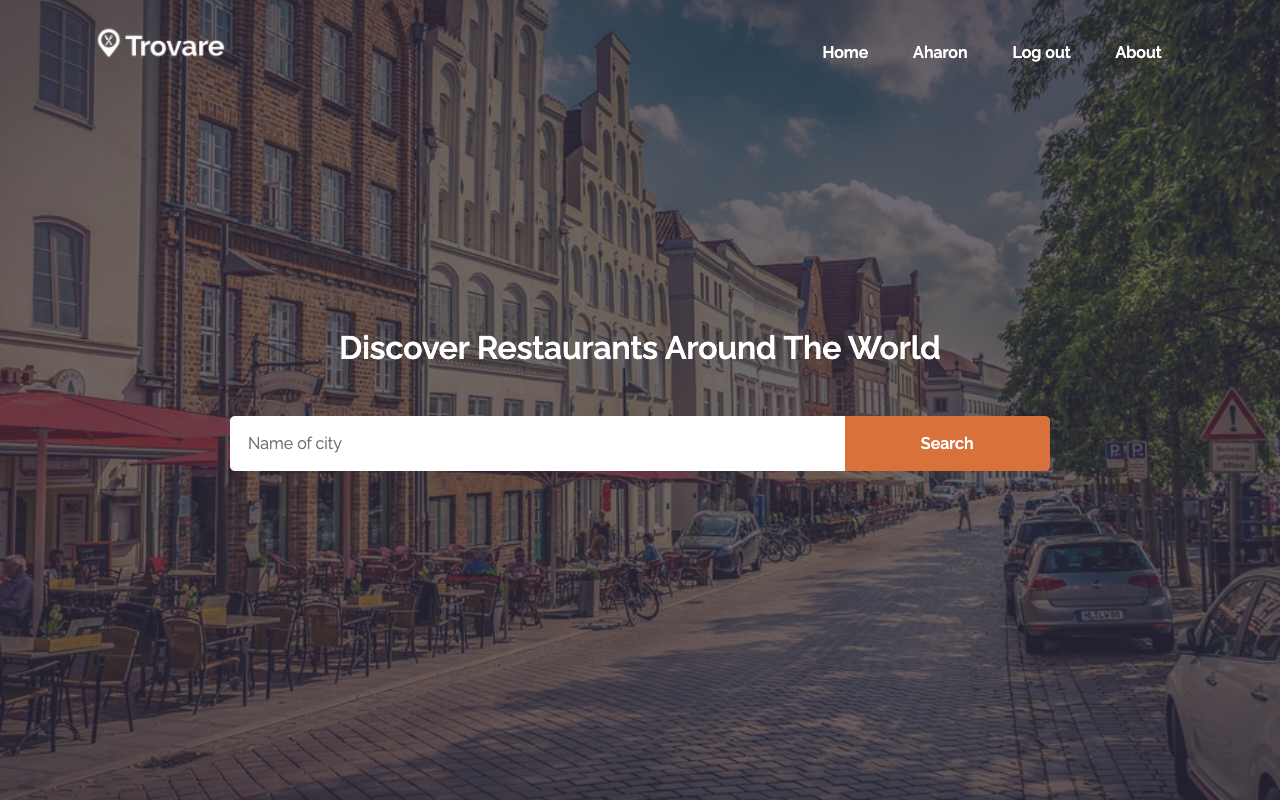 Trovare
Home
Aharon
Log out
About
Discover Restaurants Around The World
Name of city
Search